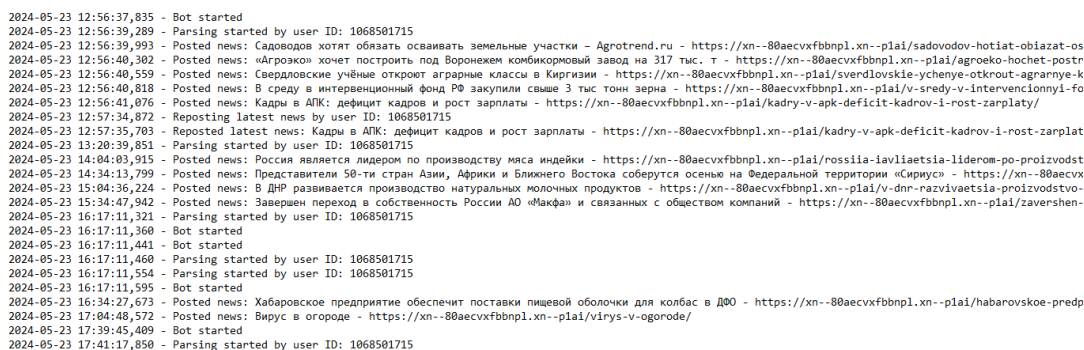 2024-05-23 12:56:37,835 - Bot started
2024-05-23 12:56:39,289 - Parsing started by user ID: 1068501715
2024-05-23 12:56:39,993 - Posted news: Садоводов хотят обязать осваивать земельные участки – Agrotrend.ru - https://xn--80aecvxfbbnpl.xn--p1ai/sadovodov-hotiat-obiazat-os
2024-05-23 12:56:40,302 - Posted news: «Агроэко» хочет построить под Воронежем комбикормовый завод на 317 тыс. т - https://xn--80aecvxfbbnpl.xn--p1ai/agroeko-hochet-postr
2024-05-23 12:56:40,559 - Posted news: Свердловские учёные откроют аграрные классы в Киргизии - https://xn--80aecvxfbbnpl.xn--p1ai/sverdlovskie-ychenye-otkrout-agrarnye-k
2024-05-23 12:56:40,818 - Posted news: В среду в интервенционный фонд РФ закупили свыше 3 тыс тонн зерна - https://xn--80aecvxfbbnpl.xn--p1ai/v-sredy-v-intervencionnyi-fo
2024-05-23 12:56:41,076 - Posted news: Кадры в АПК: дефицит кадров и рост зарплаты - https://xn--80aecvxfbbnpl.xn--p1ai/kadry-v-apk-deficit-kadrov-i-rost-zarplaty/
2024-05-23 12:57:34,872 - Reposting latest news by user ID: 1068501715
2024-05-23 12:57:35,703 - Reposted latest news: Кадры в АПК: дефицит кадров и рост зарплаты - https://xn--80aecvxfbbnpl.xn--p1ai/kadry-v-apk-deficit-kadrov-i-rost-zarplat
2024-05-23 13:20:39,851 - Parsing started by user ID: 1068501715
2024-05-23 14:04:03,915 - Posted news: Россия является лидером по производству мяса индейки - https://xn--80aecvxfbbnpl.xn--p1ai/rossiia-iavliaetsia-liderom-po-proizvodst
2024-05-23 14:34:13,799 - Posted news: Представители 50-ти стран Азии, Африки и Ближнего Востока соберутся осенью на Федеральной территории «Сириус» - https://xn--80aecvx
2024-05-23 15:04:36,224 - Posted news: В ДНР развивается производство натуральных молочных продуктов - https://xn--80aecvxfbbnpl.xn--p1ai/v-dnr-razvivaetsia-proizvodstvo-
2024-05-23 15:34:47,942 - Posted news: Завершен переход в собственность России АО «Макфа» и связанных с обществом компаний - https://xn--80aecvxfbbnpl.xn--p1ai/zavershen-
2024-05-23 16:17:11,321 - Parsing started by user ID: 1068501715
2024-05-23 16:17:11,360 - Bot started
2024-05-23 16:17:11,441 - Bot started
2024-05-23 16:17:11,460 - Parsing started by user ID: 1068501715
2024-05-23 16:17:11,554 - Parsing started by user ID: 1068501715
2024-05-23 16:17:11,595 - Bot started
2024-05-23 16:34:27,673 - Posted news: Хабаровское предприятие обеспечит поставки пищевой оболочки для колбас в ДФО - https://xn--80aecvxfbbnpl.xn--p1ai/habarovskoe-predp
2024-05-23 17:04:48,572 - Posted news: Вирус в огороде - https://xn--80aecvxfbbnpl.xn--p1ai/virys-v-ogorode/
2024-05-23 17:39:45,409 - Bot started
2024-05-23 17:41:17,850 - Parsing started by user ID: 1068501715